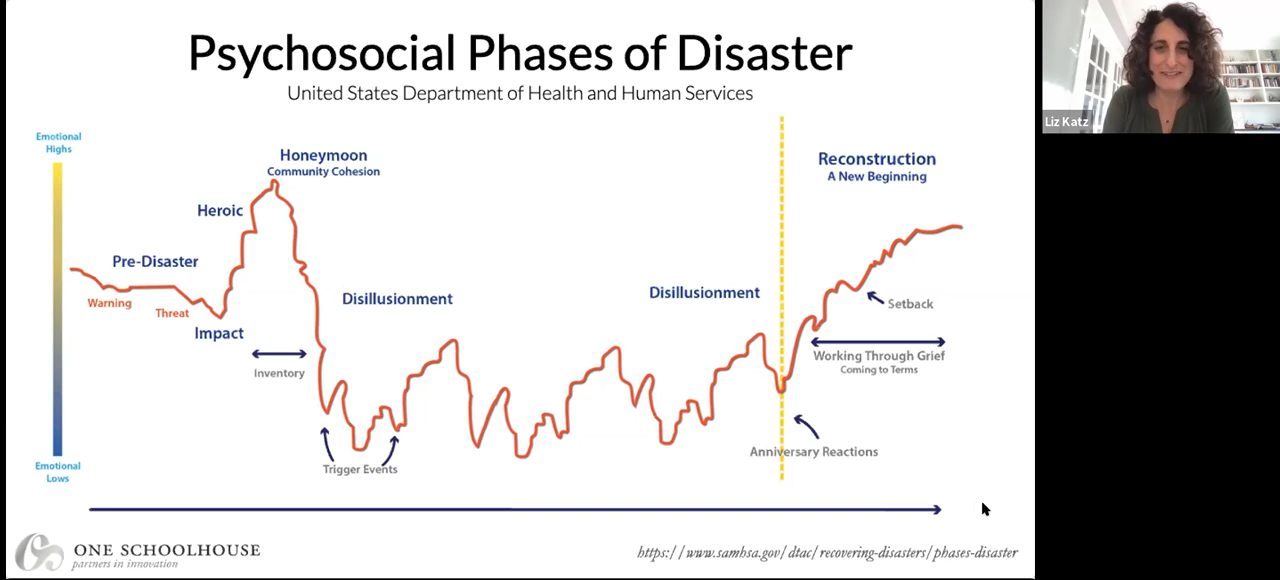 Psychosocial Phases of Disaster
United States Department of Health and Human Services
Liz Katz
Emotional
Highs
Honeymoon
Community Cohesion
Reconstruction
A New Beginning
Heroic
Pre-Disaster
Warning
Threat
Impact
Inventory
Disillusionment
Disillusionment
Setback
Working Through Grief
Coming to Terms
Trigger Events
Anniversary Reactions
Emotional
Lows
ONE SCHOOLHOUSE
partners in innovation
https://www.samhsa.gov/dtac/recovering-disasters/phases-disaster